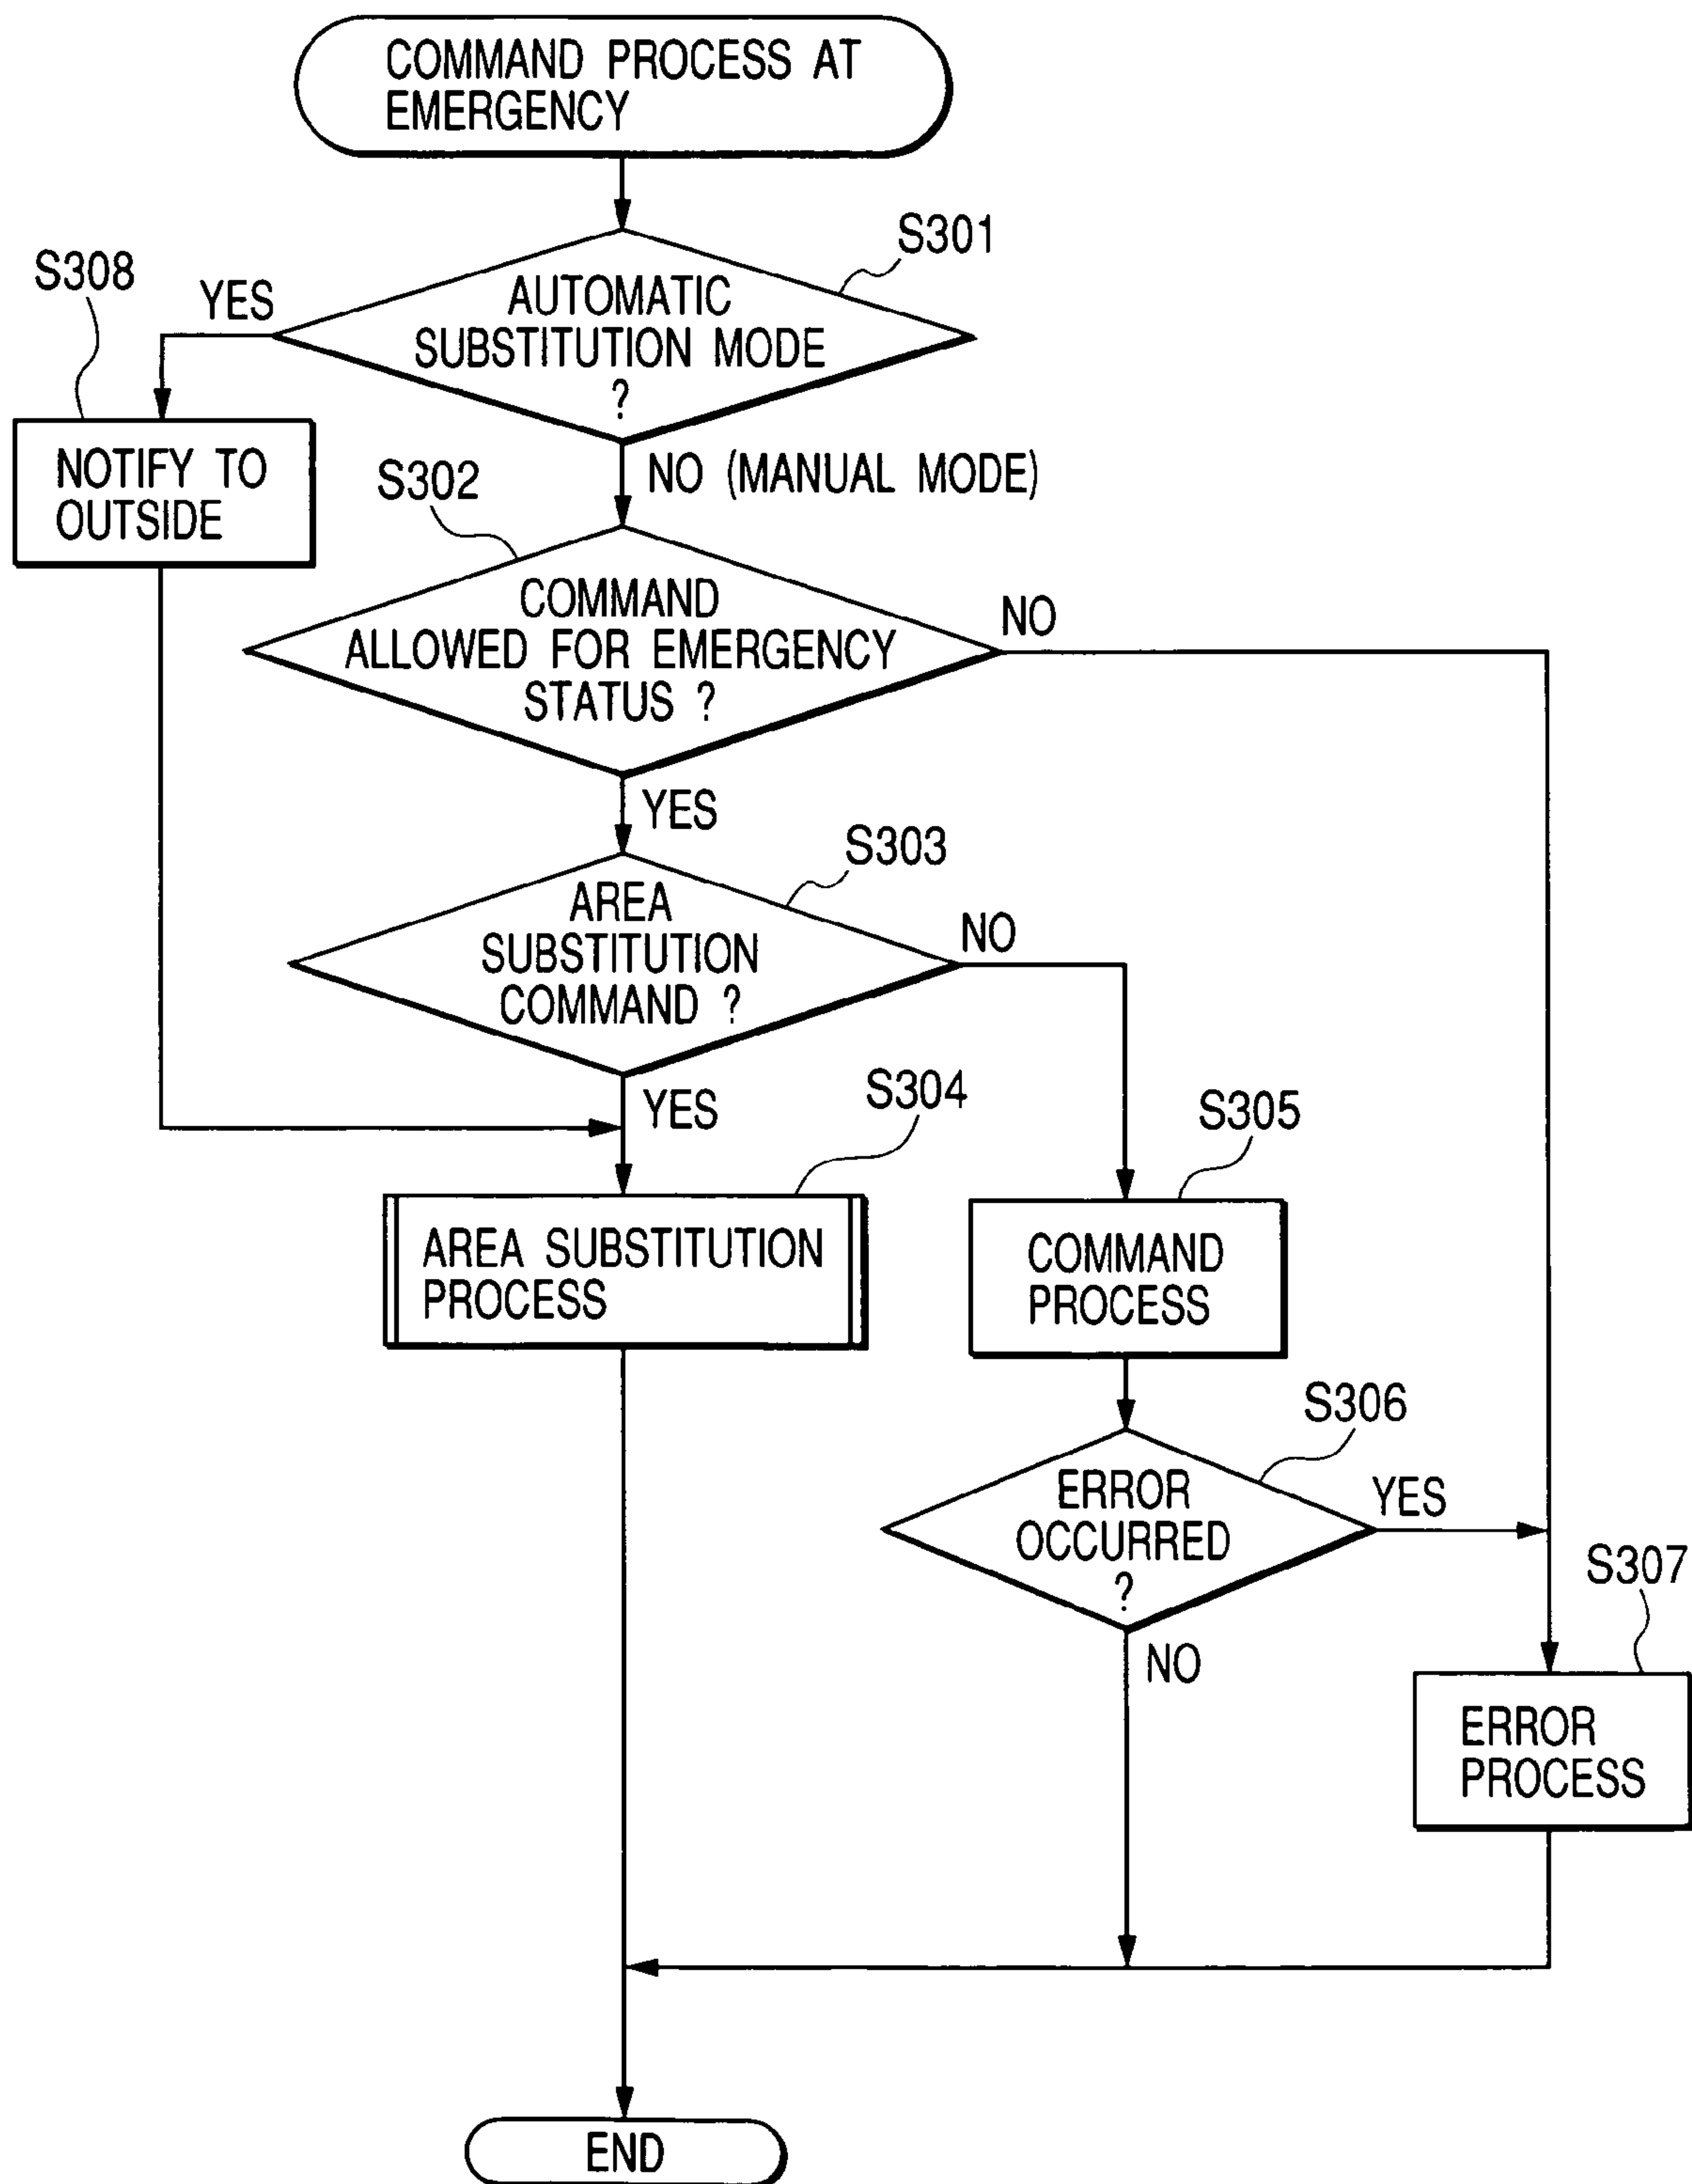 COMMAND PROCESS AT
EMERGENCY
S301
S308
YES
AUTOMATIC
SUBSTITUTION MODE
?
NOTIFY TO
OUTSIDE
S302
NO (MANUAL MODE)
COMMAND
ALLOWED FOR EMERGENCY
STATUS ?
NO
YES
S303
AREA
SUBSTITUTION
COMMAND ?
NO
YES
S304
S305
AREA SUBSTITUTION
PROCESS
COMMAND
PROCESS
S306
ERROR
OCCURRED
?
YES
S307
NO
ERROR
PROCESS
END